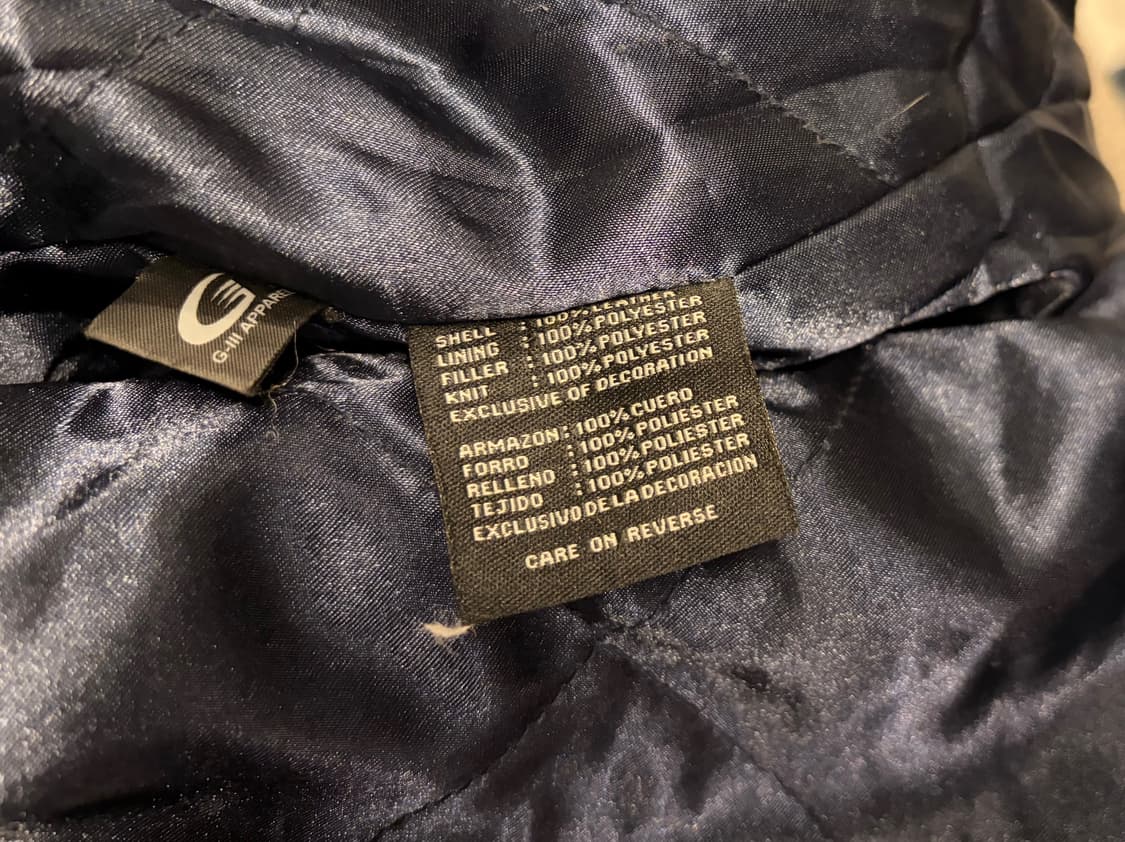 G-III APPARE
SHELL : 100% LEATHER
LINING : 100% POLYESTER
FILLER : 100% POLYESTER
KNIT : 100% POLYESTER
EXCLUSIVE OF DECORATION
ARMAZON: 100% CUERO
FORRO : 100% POLIESTER
RELLENO : 100% POLIESTER
TEJIDO : 100% POLIESTER
EXCLUSIVO DE LA DECORACION
CARE ON REVERSE